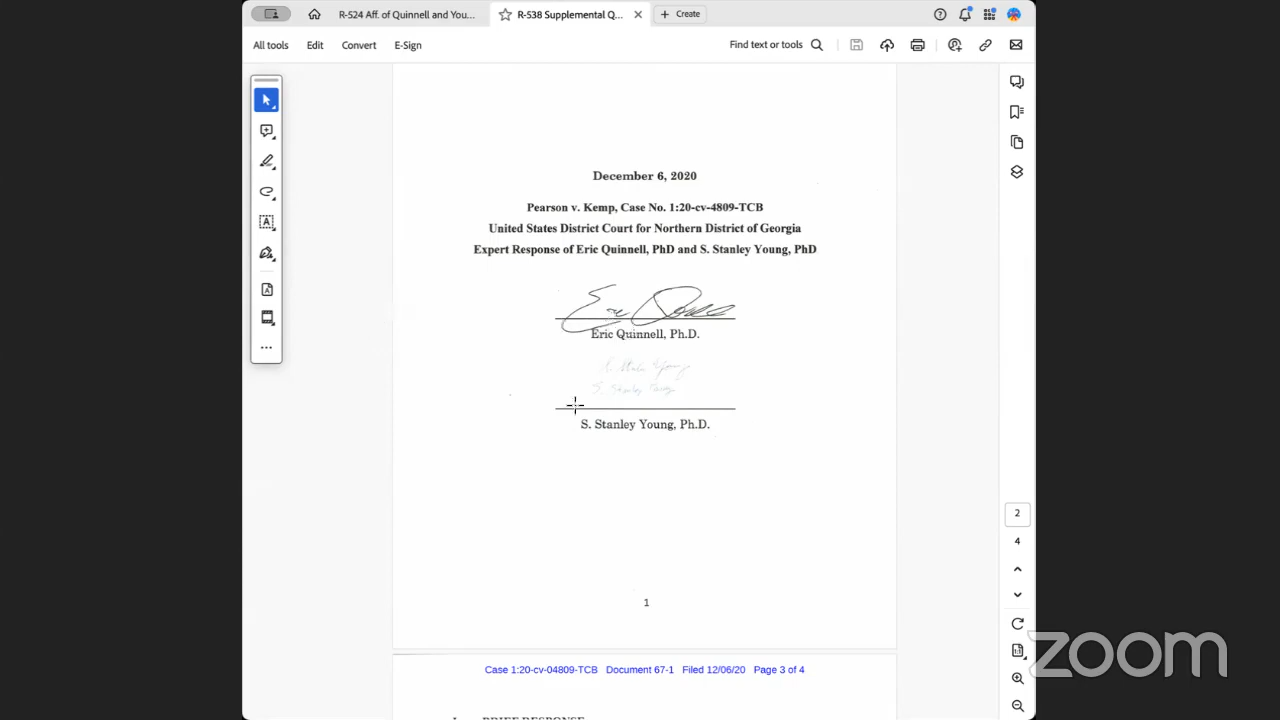 R-524 Aff. of Quinnell and You...
R-538 Supplemental Q...
Create
All tools
Edit
Convert
E-Sign
Find text or tools
December 6, 2020
Pearson v. Kemp, Case No. 1:20-cv-4809-TCB
United States District Court for Northern District of Georgia
Expert Response of Eric Quinnell, PhD and S. Stanley Young, PhD
Eric Quinnell, Ph.D.
S. Stanley Young
S. Stanley Young, Ph.D.
1
2
4
Case 1:20-cv-04809-TCB Document 67-1 Filed 12/06/20 Page 3 of 4
BRIEF RESPONSE
zoom